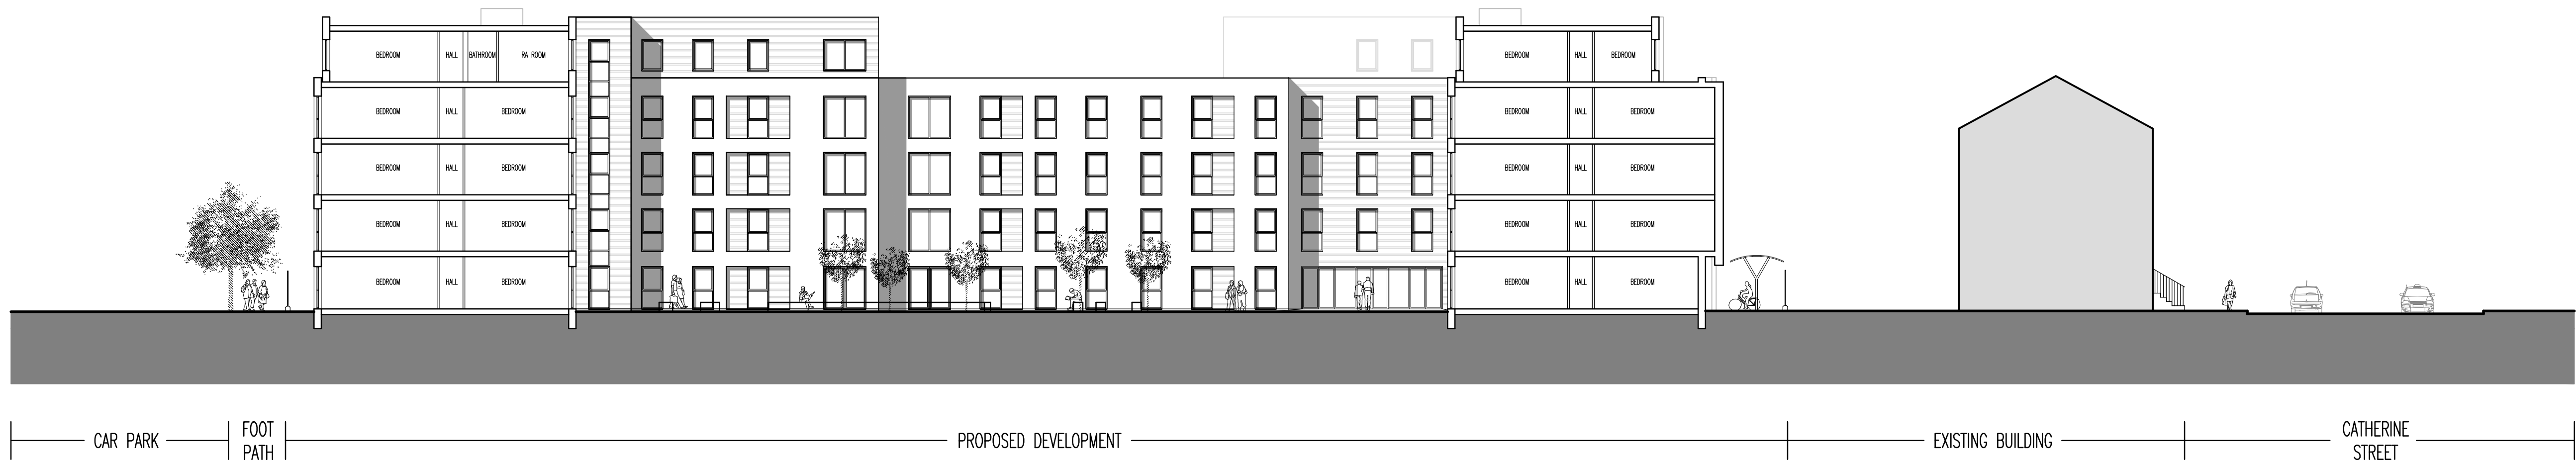 BEDROOM HALL BATHROOM RA ROOM BEDROOM HALL BEDROOM
BEDROOM HALL BEDROOM BEDROOM HALL BEDROOM
BEDROOM HALL BEDROOM BEDROOM HALL BEDROOM
BEDROOM HALL BEDROOM BEDROOM HALL BEDROOM
BEDROOM HALL BEDROOM BEDROOM HALL BEDROOM
CAR PARK
FOOT
PATH
PROPOSED DEVELOPMENT
EXISTING BUILDING
CATHERINE
STREET